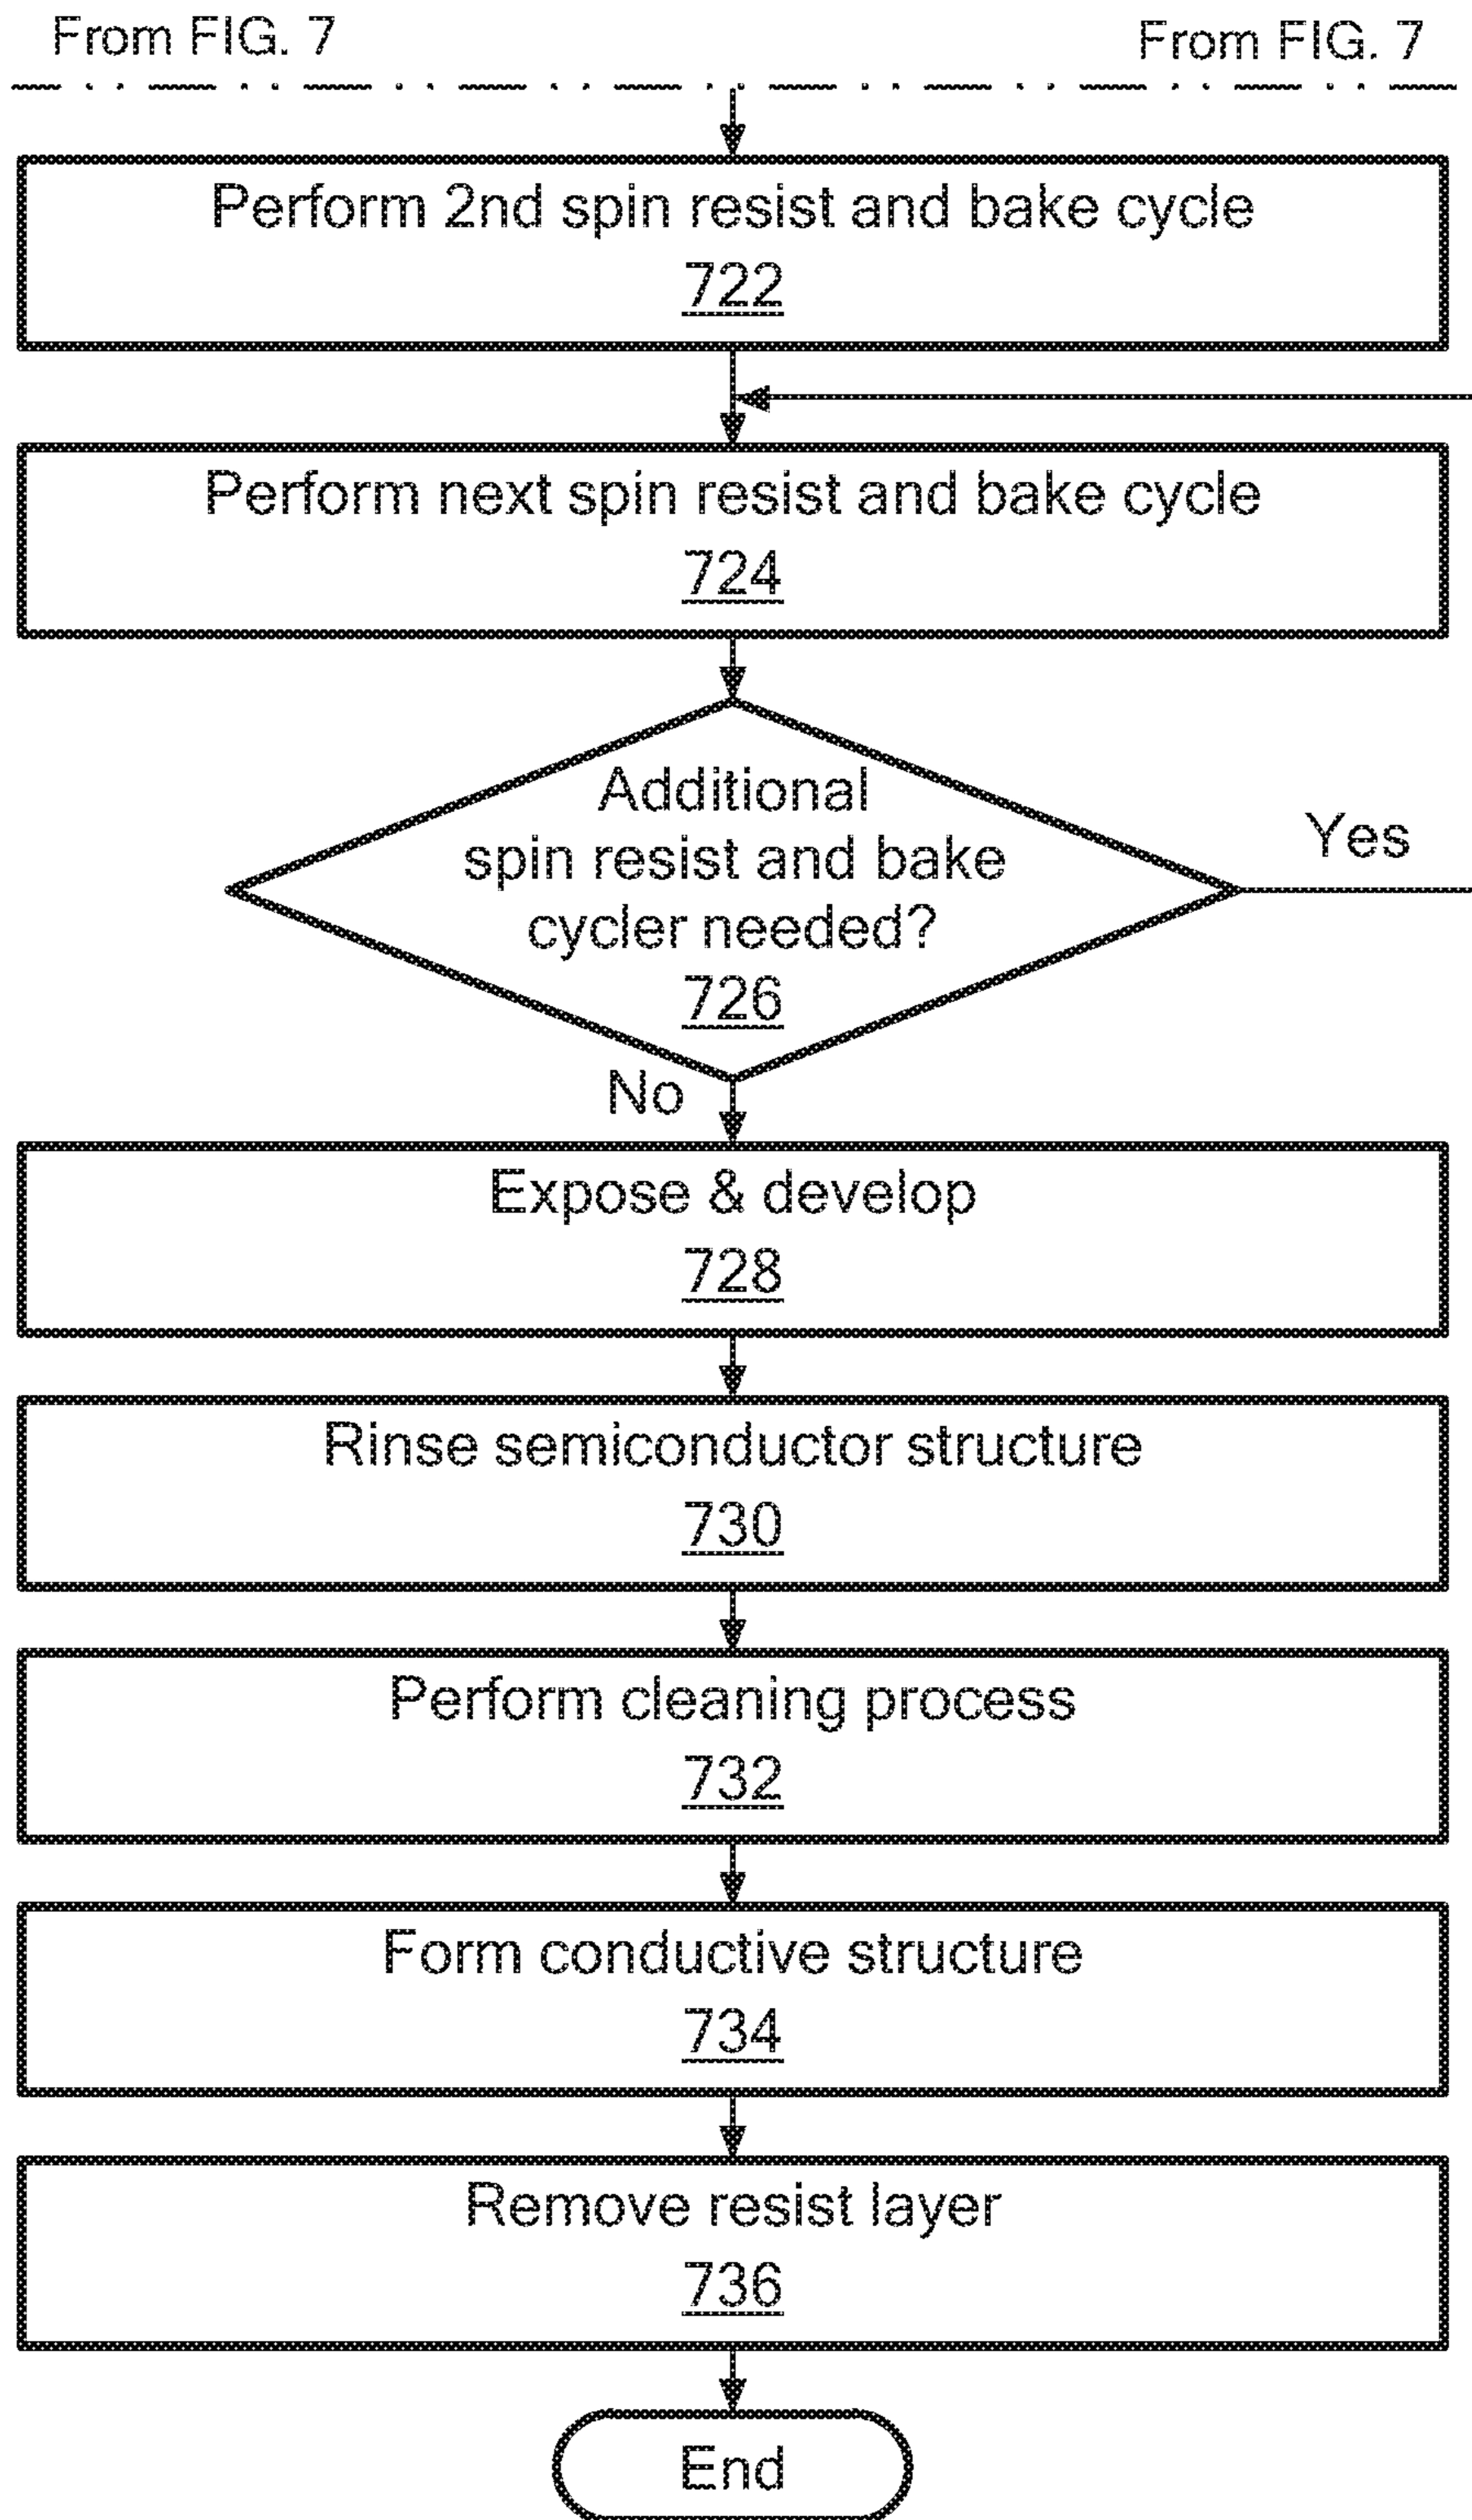 From FIG. 7
From FIG. 7
Perform 2nd spin resist and bake cycle
722
Perform next spin resist and bake cycle
724
Additional
spin resist and bake
cycler needed?
726
Yes
No
Expose & develop
728
Rinse semiconductor structure
730
Perform cleaning process
732
Form conductive structure
734
Remove resist layer
736
End